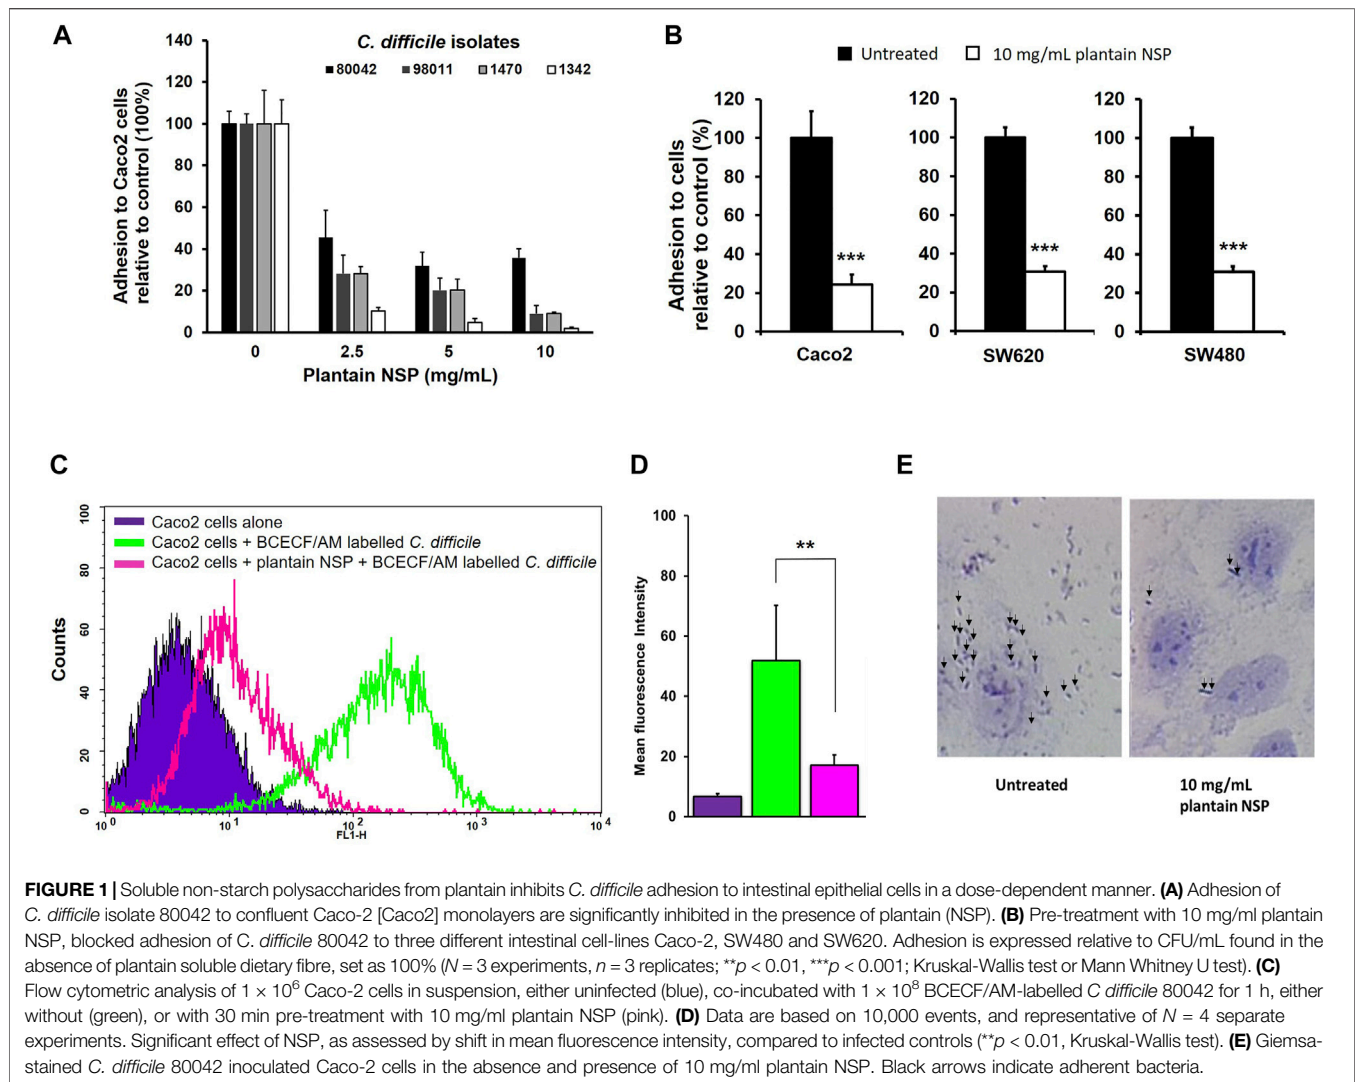 A
C. difficile isolates
80042 98011 1470 1342
Adhesion to Caco2 cells
relative to control (100%)
140
120
100
80
60
40
20
0
0 2.5 5 10
Plantain NSP (mg/mL)
B
Untreated 10 mg/mL plantain NSP
Adhesion to cells
relative to control (%)
120
100
80
60
40
20
0
***
Caco2
120
100
80
60
40
20
0
***
SW620
120
100
80
60
40
20
0
***
SW480
C
Caco2 cells alone
Caco2 cells + BCECF/AM labelled C. difficile
Caco2 cells + plantain NSP + BCECF/AM labelled C. difficile
Counts
100
80
60
40
20
0
10⁰ 10¹ 10² 10³ 10⁴
FL1-H
D
Mean fluorescence Intensity
100
80
60
40
20
0
**
E
Untreated
10 mg/mL
plantain NSP
FIGURE 1 | Soluble non-starch polysaccharides from plantain inhibits C. difficile adhesion to intestinal epithelial cells in a dose-dependent manner. (A) Adhesion of
C. difficile isolate 80042 to confluent Caco-2 [Caco2] monolayers are significantly inhibited in the presence of plantain (NSP). (B) Pre-treatment with 10 mg/ml plantain
NSP, blocked adhesion of C. difficile 80042 to three different intestinal cell-lines Caco-2, SW480 and SW620. Adhesion is expressed relative to CFU/mL found in the
absence of plantain soluble dietary fibre, set as 100% (N = 3 experiments, n = 3 replicates; **p < 0.01, ***p < 0.001; Kruskal-Wallis test or Mann Whitney U test). (C)
Flow cytometric analysis of 1 × 10⁶ Caco-2 cells in suspension, either uninfected (blue), co-incubated with 1 × 10⁸ BCECF/AM-labelled C difficile 80042 for 1 h, either
without (green), or with 30 min pre-treatment with 10 mg/ml plantain NSP (pink). (D) Data are based on 10,000 events, and representative of N = 4 separate
experiments. Significant effect of NSP, as assessed by shift in mean fluorescence intensity, compared to infected controls (**p < 0.01, Kruskal-Wallis test). (E) Giemsa-
stained C. difficile 80042 inoculated Caco-2 cells in the absence and presence of 10 mg/ml plantain NSP. Black arrows indicate adherent bacteria.